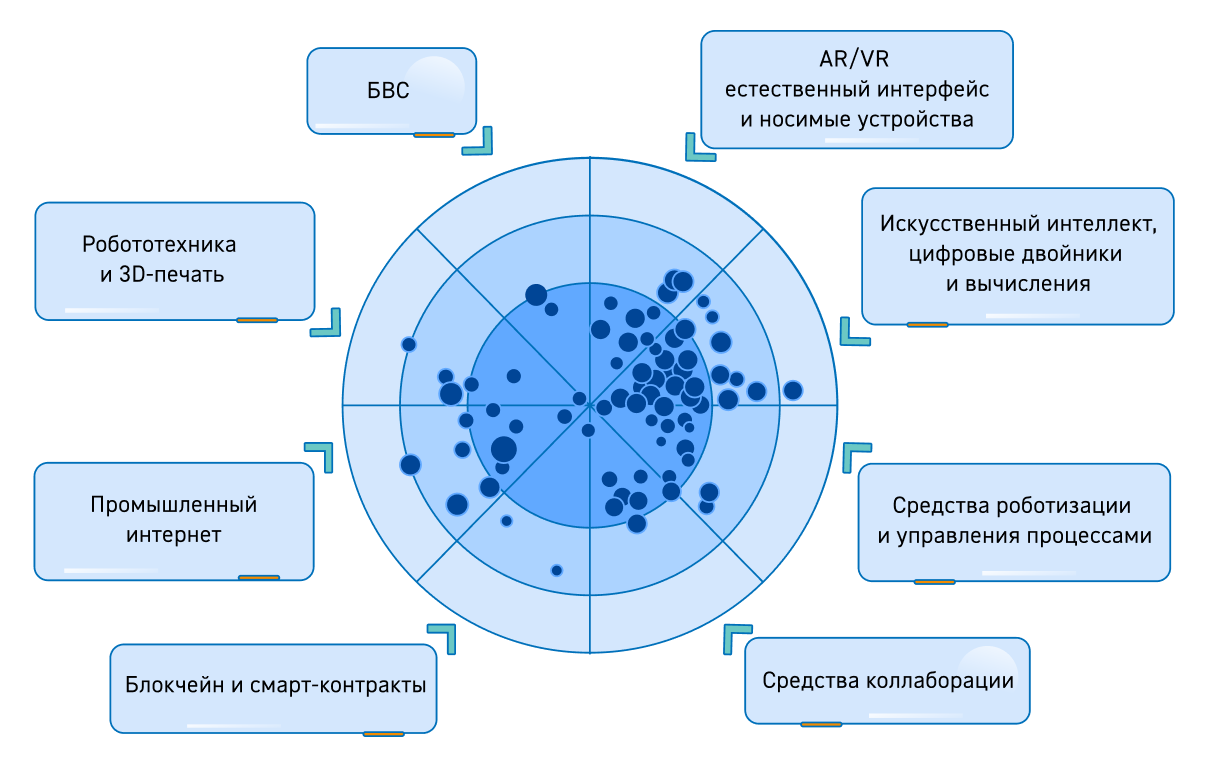 БВС
AR/VR
естественный интерфейс
и носимые устройства
Робототехника
и 3D-печать
Искусственный интеллект,
цифровые двойники
и вычисления
Промышленный
интернет
Средства роботизации
и управления процессами
Блокчейн и смарт-контракты
Средства коллаборации